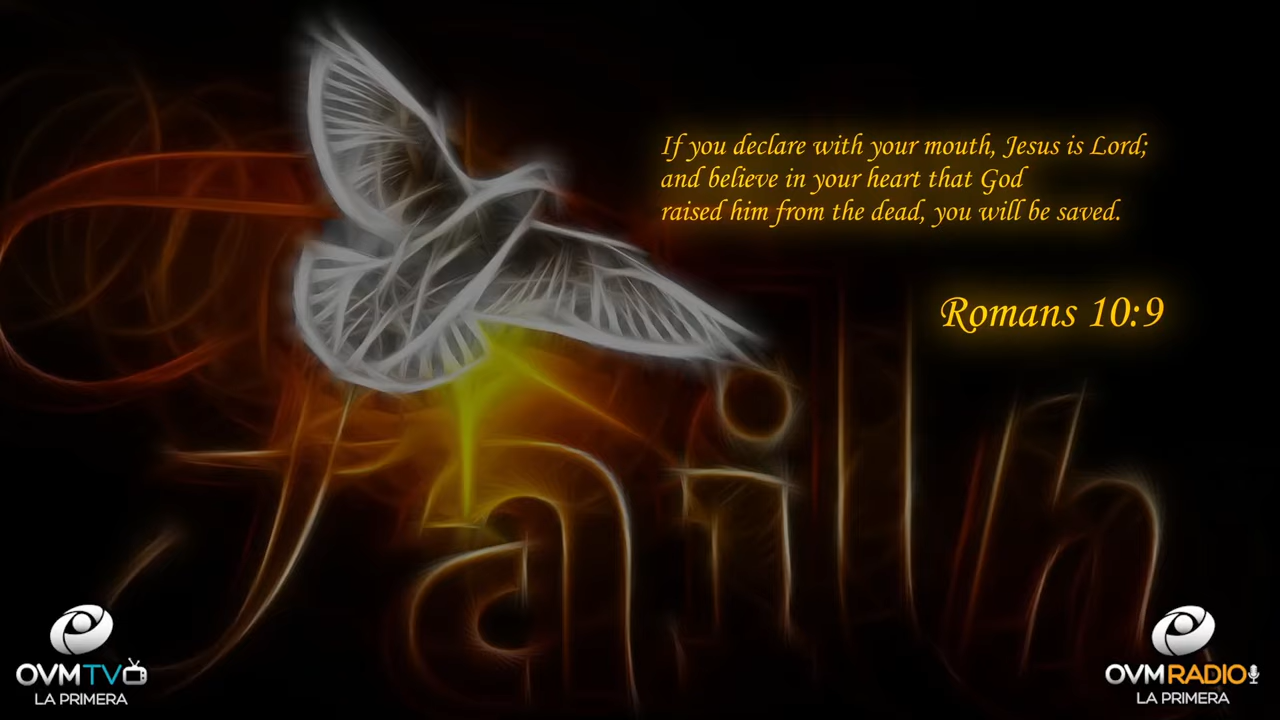 If you declare with your mouth, Jesus is Lord;
and believe in your heart that God
raised him from the dead, you will be saved.
Romans 10:9
Faith
OVMTV
LA PRIMERA
OVMRADIO
LA PRIMERA